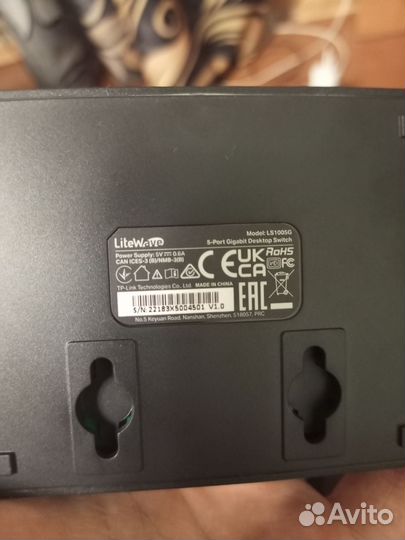 LiteWave
Model: LS1005G
5-Port Gigabit Desktop Switch
Power Supply: 5V⎓0.6A
CAN ICES-3 (B)/NMB-3(B)
CE UK CA RoHS FC
TP-Link Technologies Co., Ltd. MADE IN CHINA
EAC
S/N:22183X5004501 V1.0
No.5 Keyuan Road, Nanshan, Shenzhen, 518057, PRC
Avito